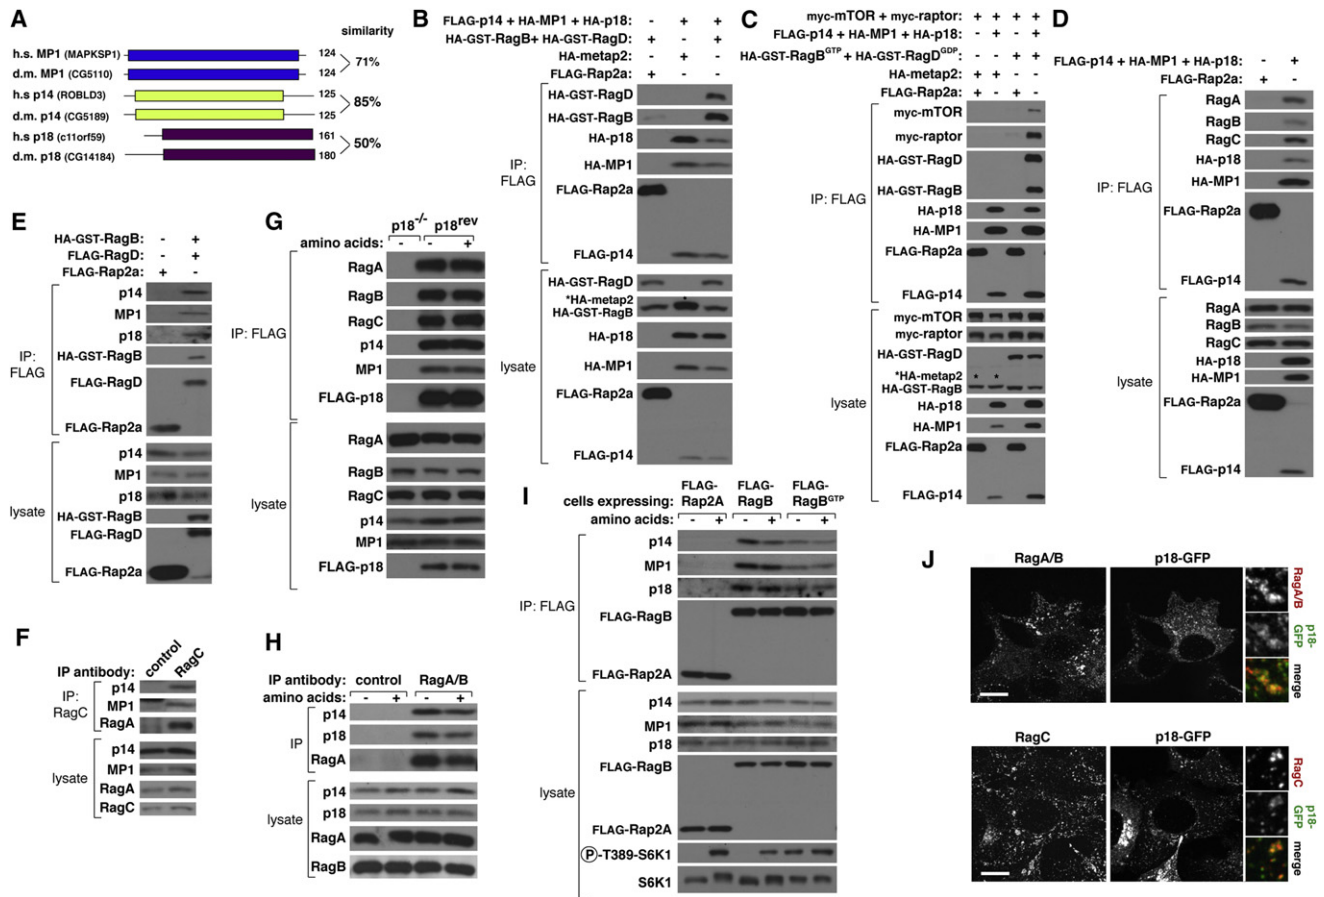 A
similarity
h.s. MP1 (MAPKSP1) 124
d.m. MP1 (CG5110) 124
71%
h.s p14 (ROBLD3) 125
d.m. p14 (CG5189) 125
85%
h.s p18 (c11orf59) 161
d.m. p18 (CG14184) 180
50%
B
FLAG-p14 + HA-MP1 + HA-p18: - + +
HA-GST-RagB+ HA-GST-RagD: + - +
HA-metap2: - + -
FLAG-Rap2a: + - -
IP: FLAG
HA-GST-RagD
HA-GST-RagB
HA-p18
HA-MP1
FLAG-Rap2a
FLAG-p14
lysate
HA-GST-RagD
*HA-metap2
HA-GST-RagB
HA-p18
HA-MP1
FLAG-Rap2a
FLAG-p14
C
myc-mTOR + myc-raptor: + + + +
FLAG-p14 + HA-MP1 + HA-p18: - + - +
HA-GST-RagBGTP + HA-GST-RagDGDP: - - + +
HA-metap2: + + - -
FLAG-Rap2a: + - + -
IP: FLAG
myc-mTOR
myc-raptor
HA-GST-RagD
HA-GST-RagB
HA-p18
HA-MP1
FLAG-Rap2a
FLAG-p14
lysate
myc-mTOR
myc-raptor
HA-GST-RagD
*HA-metap2 * *
HA-GST-RagB
HA-p18
HA-MP1
FLAG-Rap2a
FLAG-p14
D
FLAG-p14 + HA-MP1 + HA-p18: - +
FLAG-Rap2a: + -
IP: FLAG
RagA
RagB
RagC
HA-p18
HA-MP1
FLAG-Rap2a
FLAG-p14
lysate
RagA
RagB
RagC
HA-p18
HA-MP1
FLAG-Rap2a
FLAG-p14
E
HA-GST-RagB: - +
FLAG-RagD: - +
FLAG-Rap2a: + -
IP: FLAG
p14
MP1
p18
HA-GST-RagB
FLAG-RagD
FLAG-Rap2a
lysate
p14
MP1
p18
HA-GST-RagB
FLAG-RagD
FLAG-Rap2a
F
IP antibody: control RagC
IP: RagC
p14
MP1
RagA
lysate
p14
MP1
RagA
RagC
G
p18-/- p18rev
amino acids: - - +
IP: FLAG
RagA
RagB
RagC
p14
MP1
FLAG-p18
lysate
RagA
RagB
RagC
p14
MP1
FLAG-p18
H
IP antibody: control RagA/B
amino acids: - + - +
IP
p14
p18
RagA
lysate
p14
p18
RagA
RagB
I
cells expressing: FLAG-Rap2A FLAG-RagB FLAG-RagBGTP
amino acids: - + - + - +
IP: FLAG
p14
MP1
p18
FLAG-RagB
FLAG-Rap2A
lysate
p14
MP1
p18
FLAG-RagB
FLAG-Rap2A
P-T389-S6K1
S6K1
J
RagA/B p18-GFP
RagA/B
p18-GFP
merge
RagC p18-GFP
RagC
p18-GFP
merge